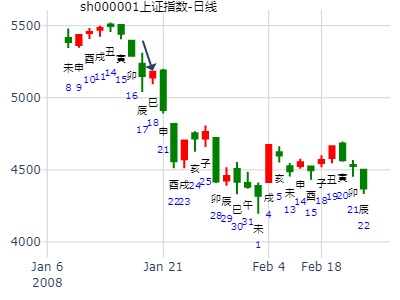 sh000001上证指数-日线
5500
5000
4500
4000
未 申 酉 戌 丑 寅 卯 辰 巳 申 酉 戌 亥 子 卯 辰 巳 午 未 戌 亥 未 申 酉 子 丑 寅 卯 辰
8 9 10 11 14 15 16 17 18 21 22 23 24 25 28 29 30 31 1 4 5 13 14 15 18 19 20 21 22
Jan 6 Jan 21 Feb 4 Feb 18
2008